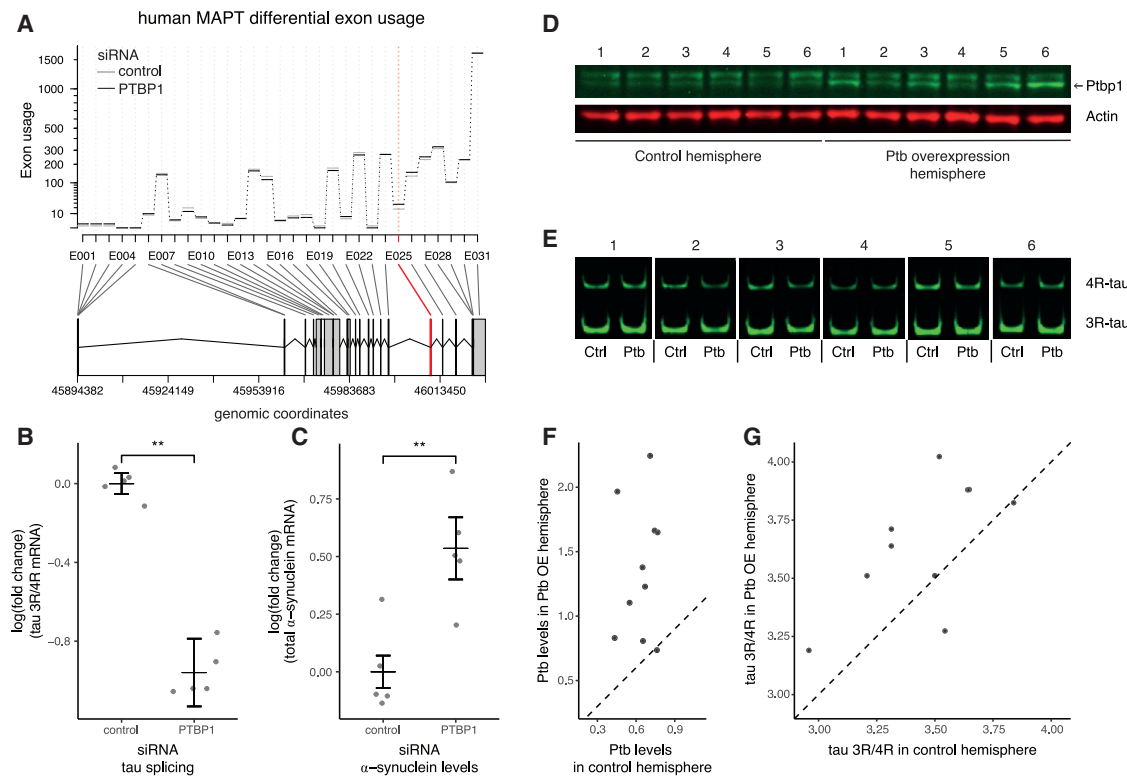 A
human MAPT differential exon usage
siRNA
control
PTBP1
Exon usage
1500
1000
500
300
200
100
10
E001 E004 E007 E010 E013 E016 E019 E022 E025 E028 E031
45894382 45924149 45953916 45983683 46013450
genomic coordinates
B
**
log(fold change)
(tau 3R/4R mRNA)
0.0
−0.4
−0.8
control PTBP1
siRNA
tau splicing
C
**
log(fold change)
(total α−synuclein mRNA)
0.75
0.50
0.25
0.00
control PTBP1
siRNA
α−synuclein levels
D
1 2 3 4 5 6 1 2 3 4 5 6
←Ptbp1
Actin
Control hemisphere
Ptb overexpression
hemisphere
E
1 2 3 4 5 6
4R-tau
3R-tau
Ctrl Ptb Ctrl Ptb Ctrl Ptb Ctrl Ptb Ctrl Ptb Ctrl Ptb
F
Ptb levels in Ptb OE hemisphere
2.0
1.5
1.0
0.5
0.3 0.6 0.9
Ptb levels
in control hemisphere
G
tau 3R/4R in Ptb OE hemisphere
4.00
3.75
3.50
3.25
3.00
3.00 3.25 3.50 3.75 4.00
tau 3R/4R in control hemisphere